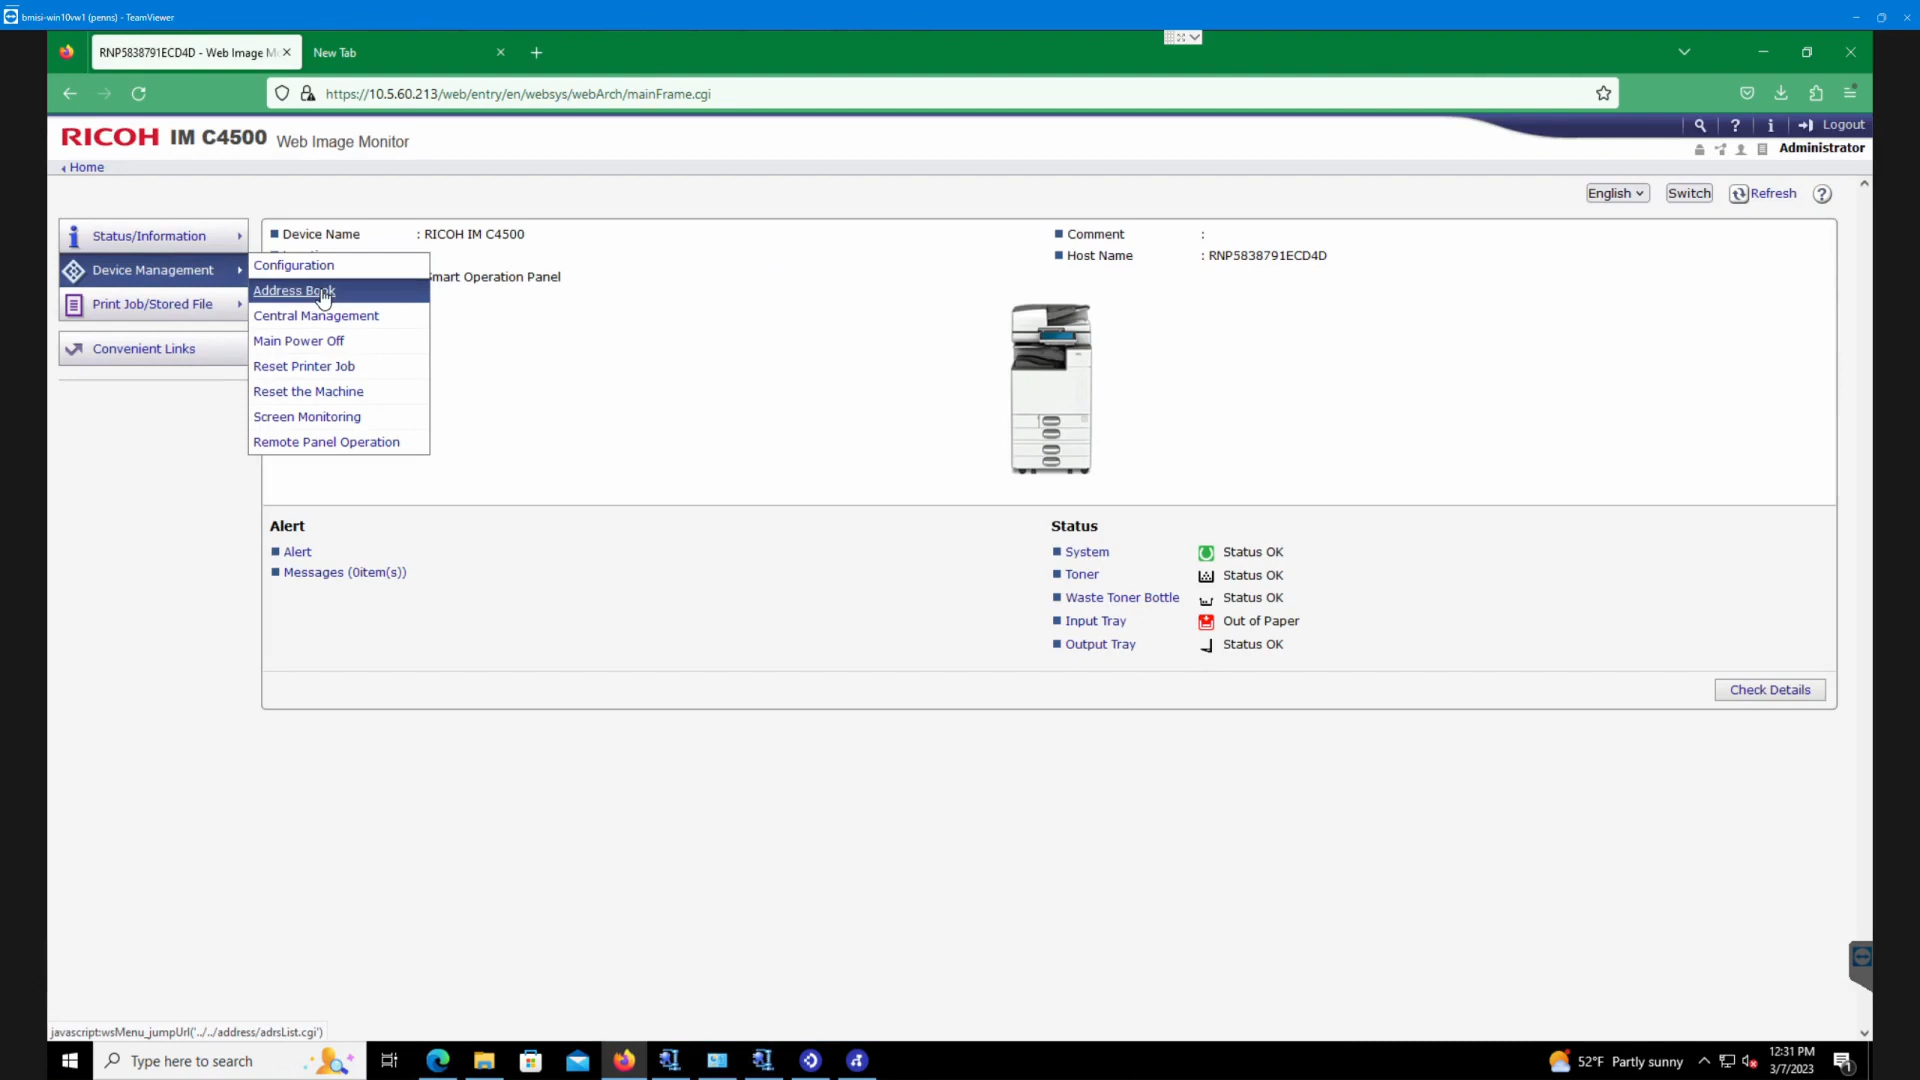 bmisi-win10vw1 (penns) - TeamViewer
RNP5838791ECD4D - Web Image M
New Tab
https://10.5.60.213/web/entry/en/websys/webArch/mainFrame.cgi
RICOH IM C4500 Web Image Monitor
Logout
Administrator
Home
English
Switch
Refresh
Status/Information
Device Management
Print Job/Stored File
Convenient Links
Configuration
Address Book
Central Management
Main Power Off
Reset Printer Job
Reset the Machine
Screen Monitoring
Remote Panel Operation
Device Name : RICOH IM C4500
Smart Operation Panel
Comment :
Host Name : RNP5838791ECD4D
Alert
Alert
Messages (0item(s))
Status
System Status OK
Toner Status OK
Waste Toner Bottle Status OK
Input Tray Out of Paper
Output Tray Status OK
Check Details
javascript:wsMenu_jumpUrl('../../address/adrsList.cgi')
Type here to search
52°F Partly sunny
12:31 PM
3/7/2023
1